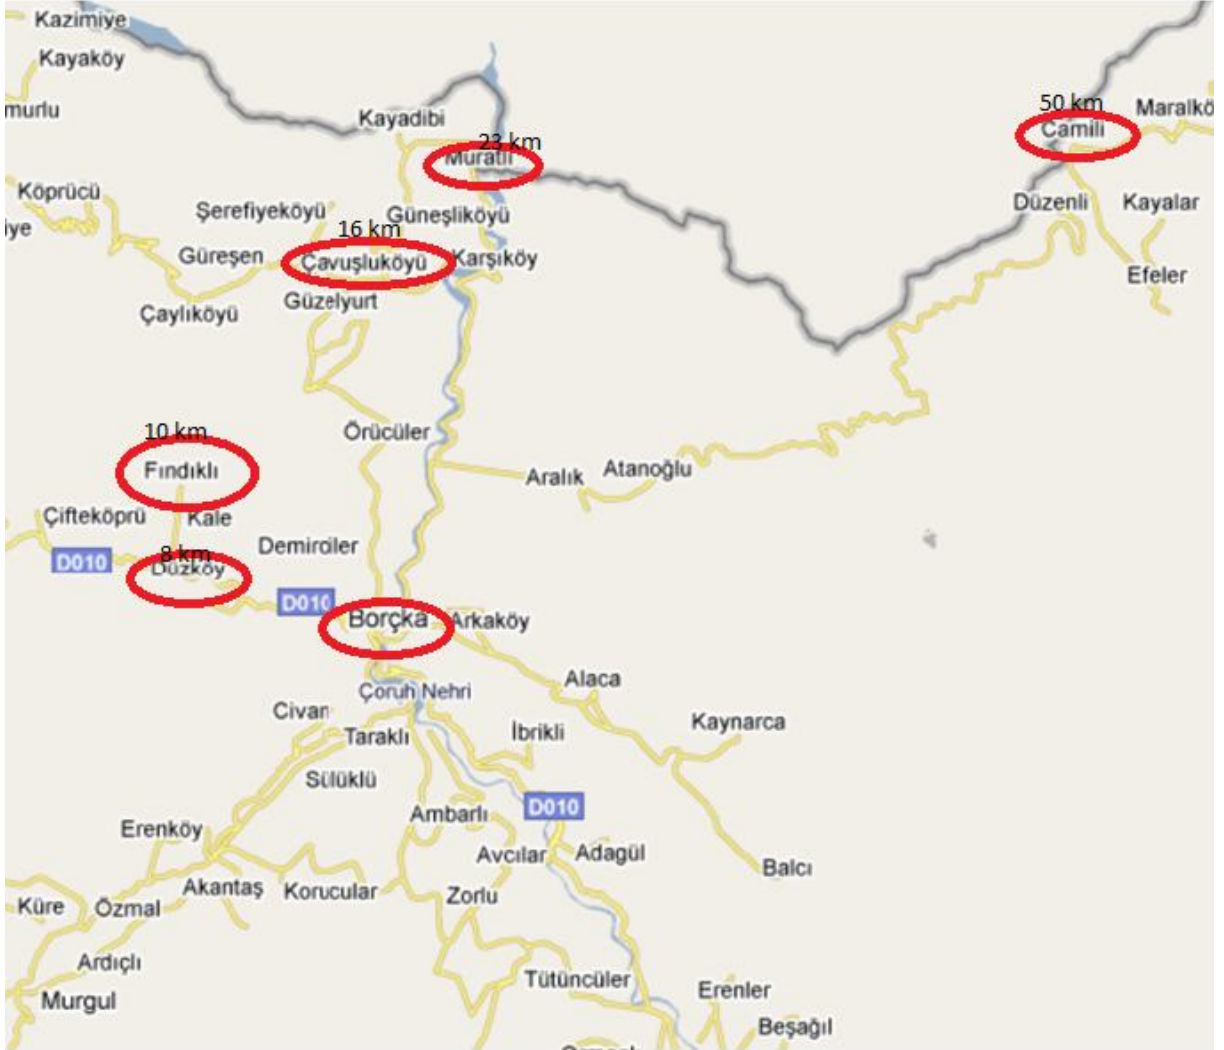 Kazimiye
Kayaköy
murlu
Kayadibi
23 km
Muratlı
50 km
Camili
Maralkö
Köprücü
iye
Şerefiyeköyü
Güneşliköyü
16 km
Düzenli
Kayalar
Güreşen
Çavuşluköyü
Karşıköy
Efeler
Çaylıköyü
Güzelyurt
10 km
Örücüler
Fındıklı
Aralık
Atanoğlu
Çifteköprü
Kale
8 km
Demirciler
D010
Düzköy
D010
Borçka
Arkaköy
Alaca
Çoruh Nehri
Civan
Taraklı
İbrikli
Kaynarca
Sülüklü
D010
Ambarlı
Erenköy
Avcılar
Adagül
Balcı
Akantaş
Korucular
Zorlu
Küre
Özmal
Ardıçlı
Tütüncüler
Murgul
Erenler
Beşağıl